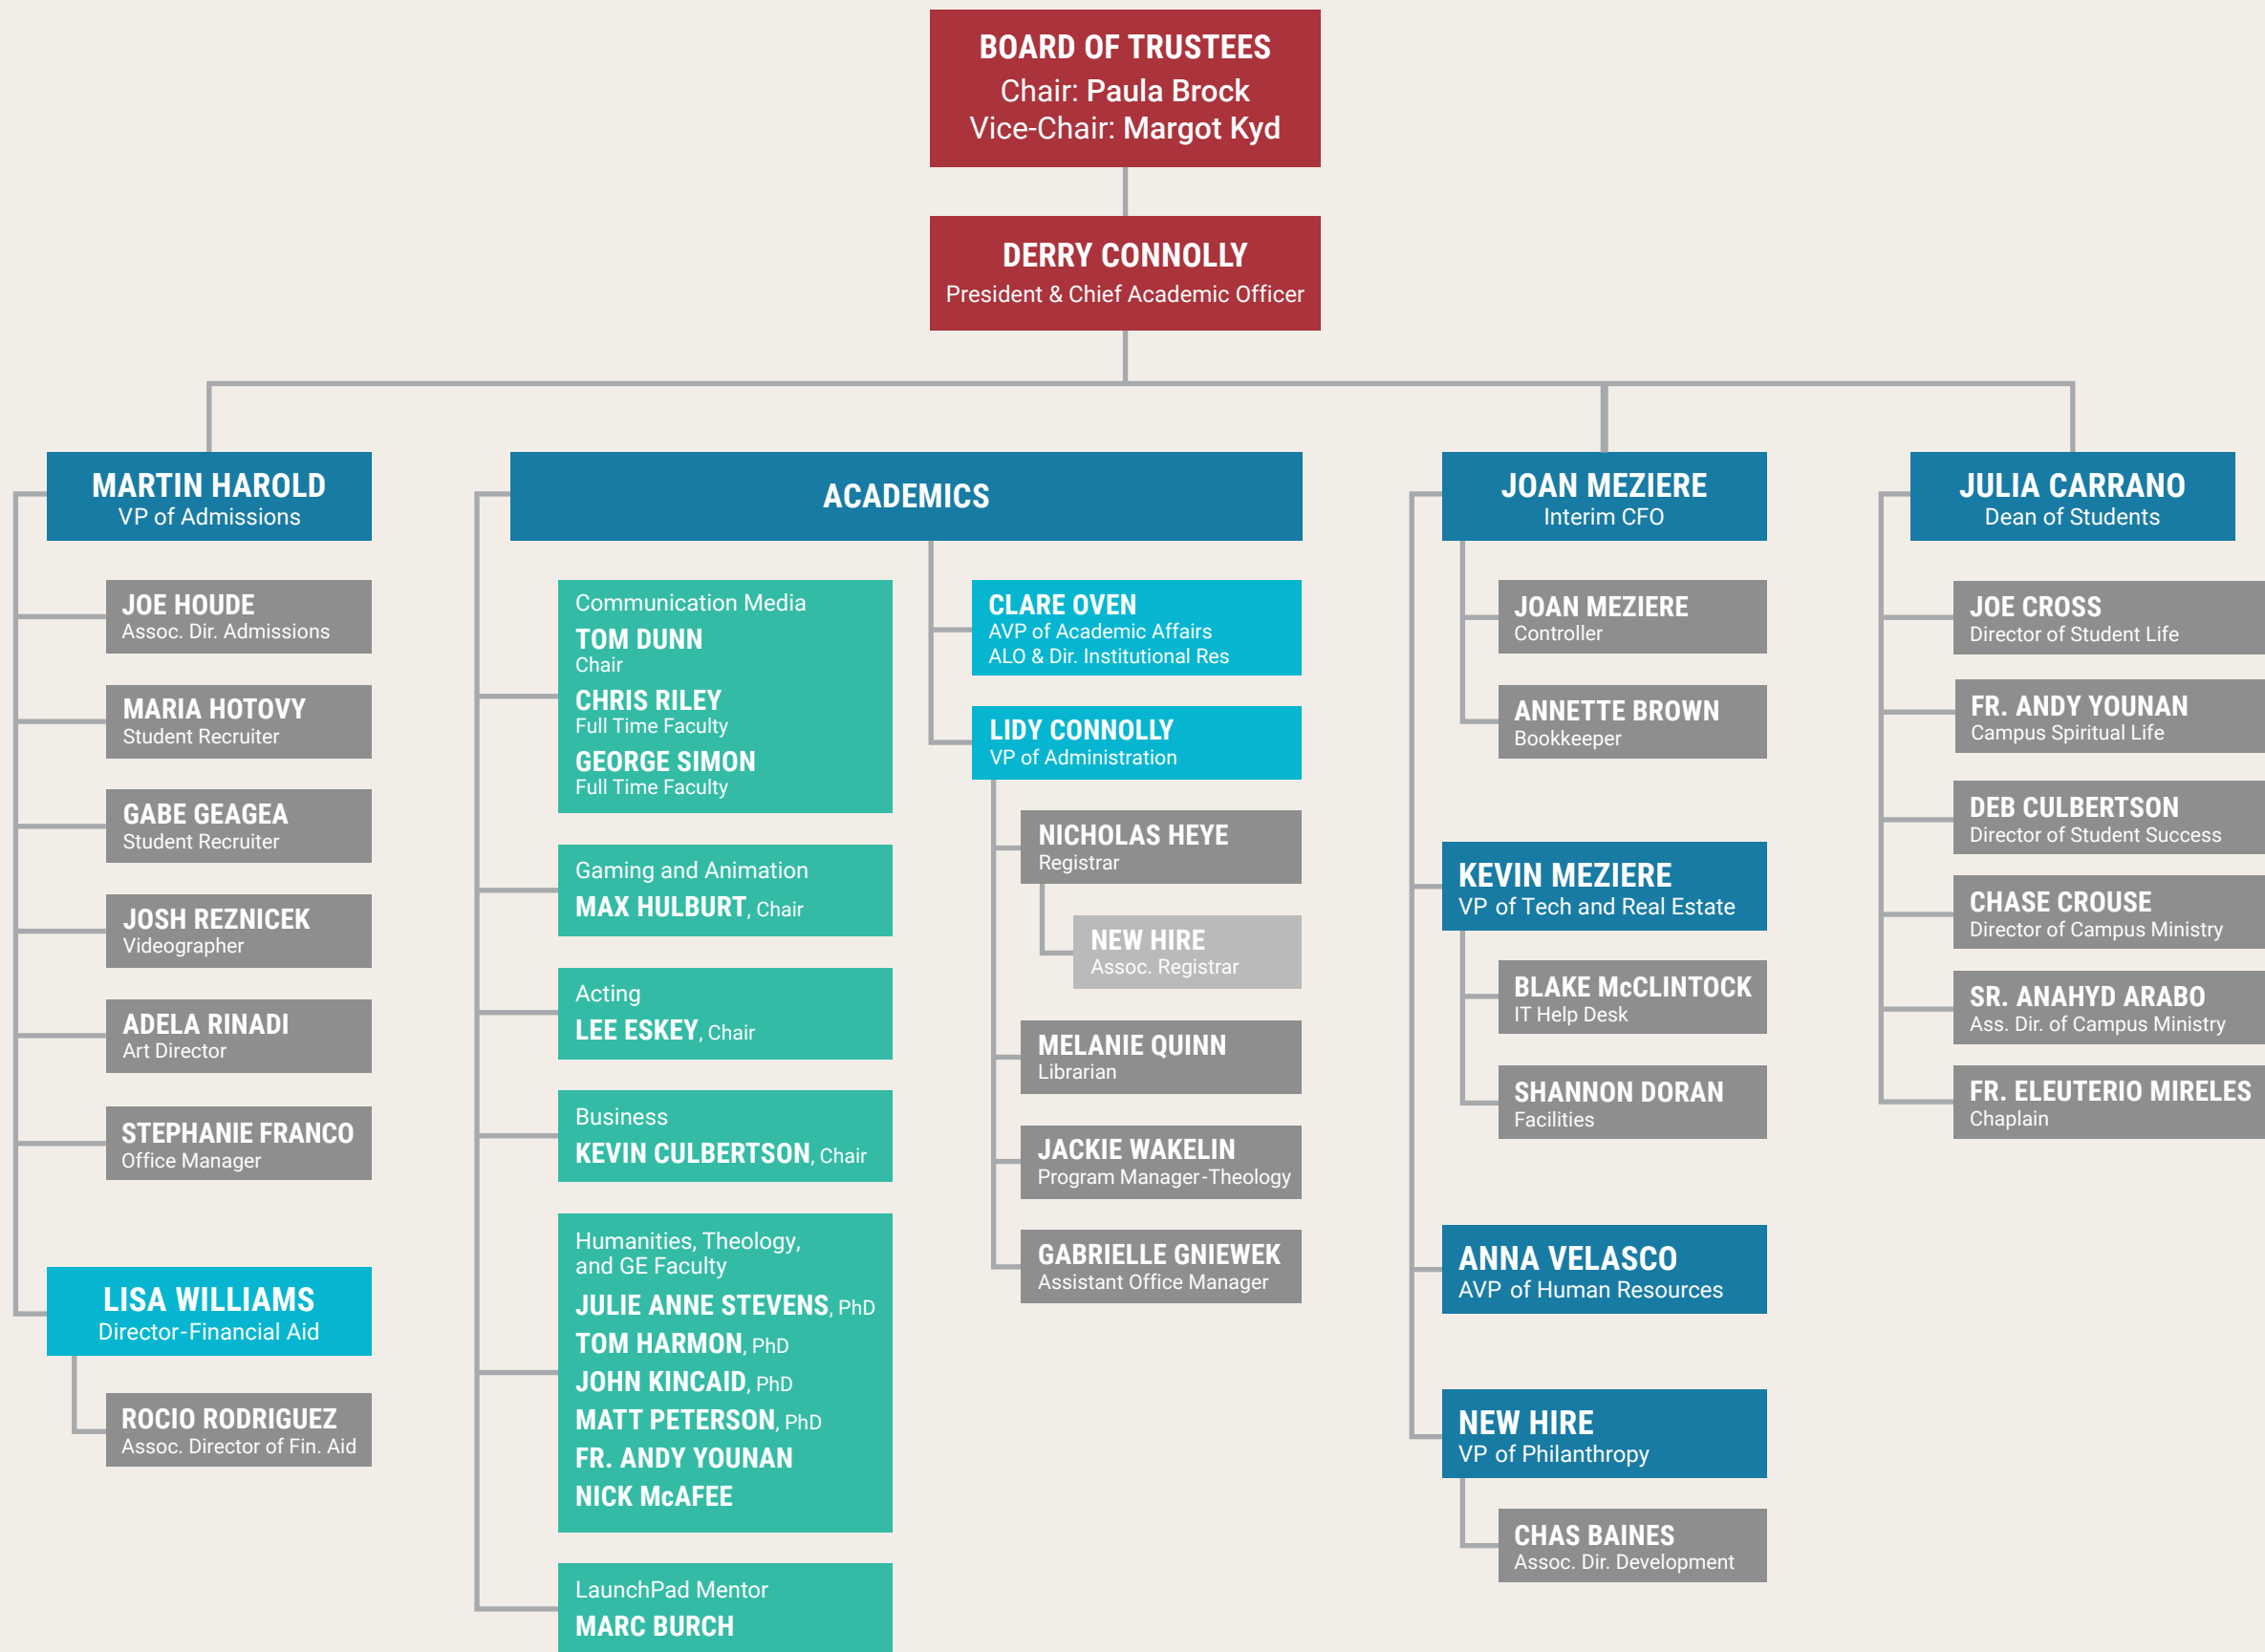 BOARD OF TRUSTEES
Chair: Paula Brock
Vice-Chair: Margot Kyd
DERRY CONNOLLY
President & Chief Academic Officer
MARTIN HAROLD
VP of Admissions
JOE HOUDE
Assoc. Dir. Admissions
MARIA HOTOVY
Student Recruiter
GABE GEAGEA
Student Recruiter
JOSH REZNICEK
Videographer
ADELA RINADI
Art Director
STEPHANIE FRANCO
Office Manager
LISA WILLIAMS
Director-Financial Aid
ROCIO RODRIGUEZ
Assoc. Director of Fin. Aid
ACADEMICS
Communication Media
TOM DUNN
Chair
CHRIS RILEY
Full Time Faculty
GEORGE SIMON
Full Time Faculty
Gaming and Animation
MAX HULBURT, Chair
Acting
LEE ESKEY, Chair
Business
KEVIN CULBERTSON, Chair
Humanities, Theology,
and GE Faculty
JULIE ANNE STEVENS, PhD
TOM HARMON, PhD
JOHN KINCAID, PhD
MATT PETERSON, PhD
FR. ANDY YOUNAN
NICK McAFEE
LaunchPad Mentor
MARC BURCH
CLARE OVEN
AVP of Academic Affairs
ALO & Dir. Institutional Res
LIDY CONNOLLY
VP of Administration
NICHOLAS HEYE
Registrar
NEW HIRE
Assoc. Registrar
MELANIE QUINN
Librarian
JACKIE WAKELIN
Program Manager-Theology
GABRIELLE GNIEWEK
Assistant Office Manager
JOAN MEZIERE
Interim CFO
JOAN MEZIERE
Controller
ANNETTE BROWN
Bookkeeper
KEVIN MEZIERE
VP of Tech and Real Estate
BLAKE McCLINTOCK
IT Help Desk
SHANNON DORAN
Facilities
ANNA VELASCO
AVP of Human Resources
NEW HIRE
VP of Philanthropy
CHAS BAINES
Assoc. Dir. Development
JULIA CARRANO
Dean of Students
JOE CROSS
Director of Student Life
FR. ANDY YOUNAN
Campus Spiritual Life
DEB CULBERTSON
Director of Student Success
CHASE CROUSE
Director of Campus Ministry
SR. ANAHYD ARABO
Ass. Dir. of Campus Ministry
FR. ELEUTERIO MIRELES
Chaplain